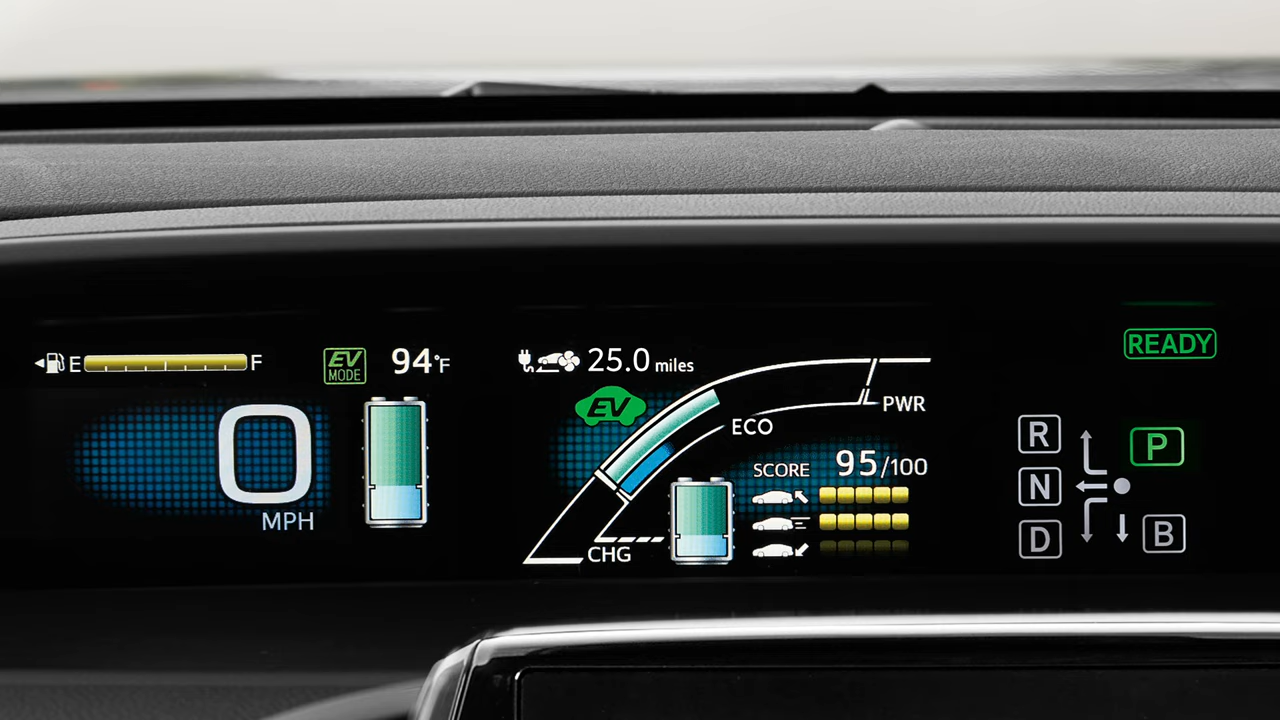 E F
EV
MODE
94°F
0
MPH
25.0 miles
EV
PWR
ECO
SCORE 95/100
CHG
READY
R
P
N
D
B